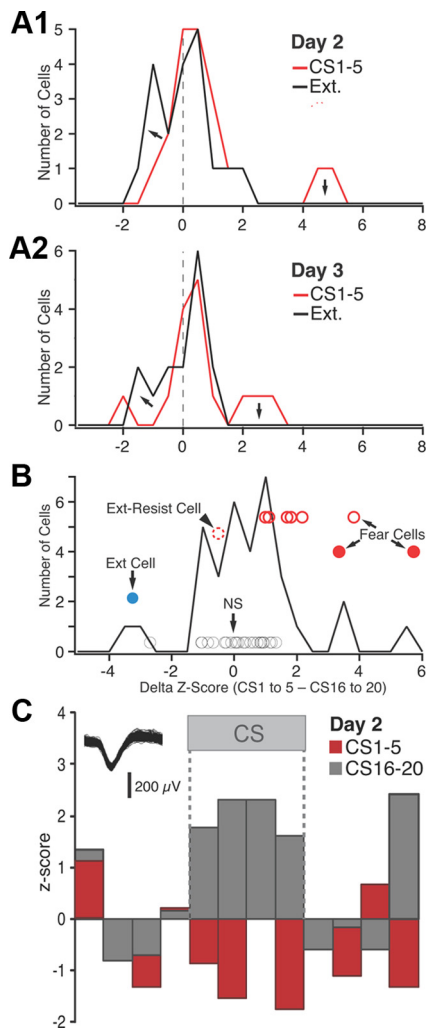 A1
Day 2
CS1-5
Ext.
Number of Cells
5
4
3
2
1
0
-2
0
2
4
6
8
A2
Day 3
CS1-5
Ext.
Number of Cells
6
4
2
0
-2
0
2
4
6
8
B
Ext-Resist Cell
Ext Cell
Fear Cells
NS
Number of Cells
6
4
2
0
-4
-2
0
2
4
6
Delta Z-Score (CS1 to 5 – CS16 to 20)
C
Day 2
CS1-5
CS16-20
CS
200 µV
z-score
4
3
2
1
0
-1
-2